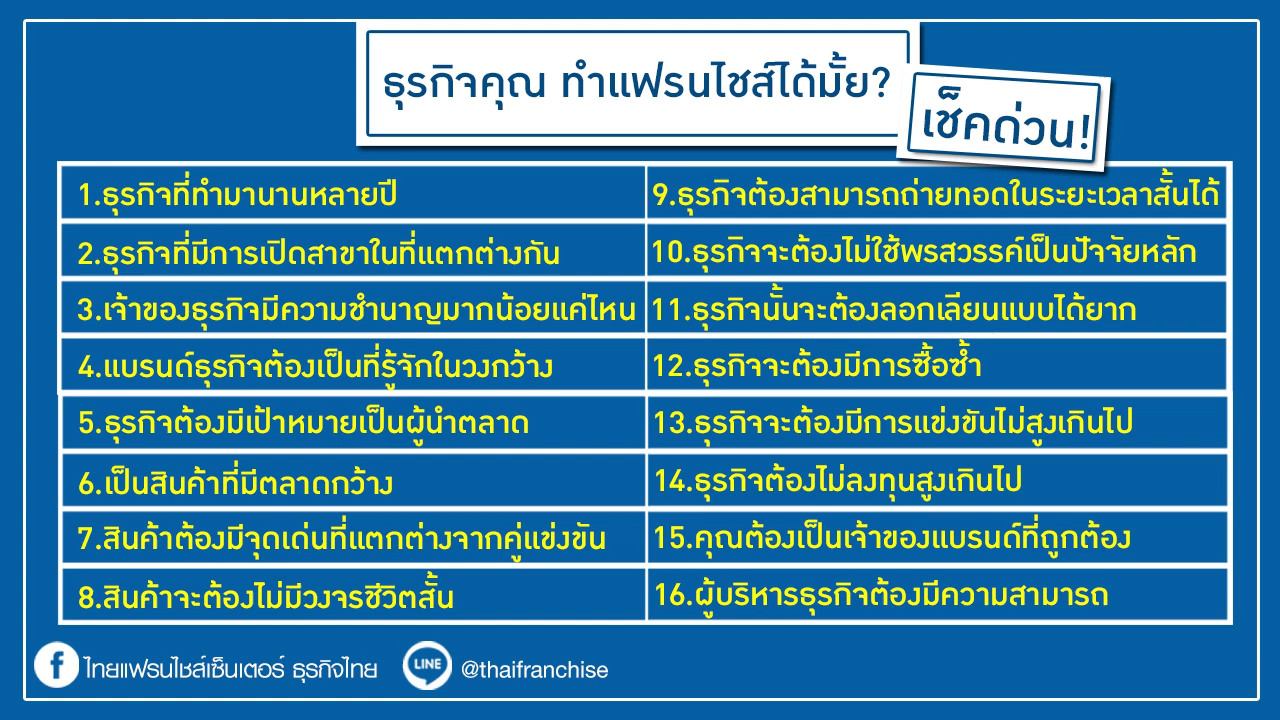 ธุรกิจคุณ ทำแฟรนไชส์ได้มั้ย?
เช็คด่วน!
1.ธุรกิจที่ทำมานานหลายปี
2.ธุรกิจที่มีการเปิดสาขาในที่แตกต่างกัน
3.เจ้าของธุรกิจมีความชำนาญมากน้อยแค่ไหน
4.แบรนด์ธุรกิจต้องเป็นที่รู้จักในวงกว้าง
5.ธุรกิจต้องมีเป้าหมายเป็นผู้นำตลาด
6.เป็นสินค้าที่มีตลาดกว้าง
7.สินค้าต้องมีจุดเด่นที่แตกต่างจากคู่แข่งขัน
8.สินค้าจะต้องไม่มีวงจรชีวิตสั้น
9.ธุรกิจต้องสามารถถ่ายทอดในระยะเวลาสั้นได้
10.ธุรกิจจะต้องไม่ใช้พรสวรรค์เป็นปัจจัยหลัก
11.ธุรกิจนั้นจะต้องลอกเลียนแบบได้ยาก
12.ธุรกิจจะต้องมีการซื้อซ้ำ
13.ธุรกิจจะต้องมีการแข่งขันไม่สูงเกินไป
14.ธุรกิจต้องไม่ลงทุนสูงเกินไป
15.คุณต้องเป็นเจ้าของแบรนด์ที่ถูกต้อง
16.ผู้บริหารธุรกิจต้องมีความสามารถ
f ไทยแฟรนไชส์เซ็นเตอร์ ธุรกิจไทย
LINE @thaifranchise